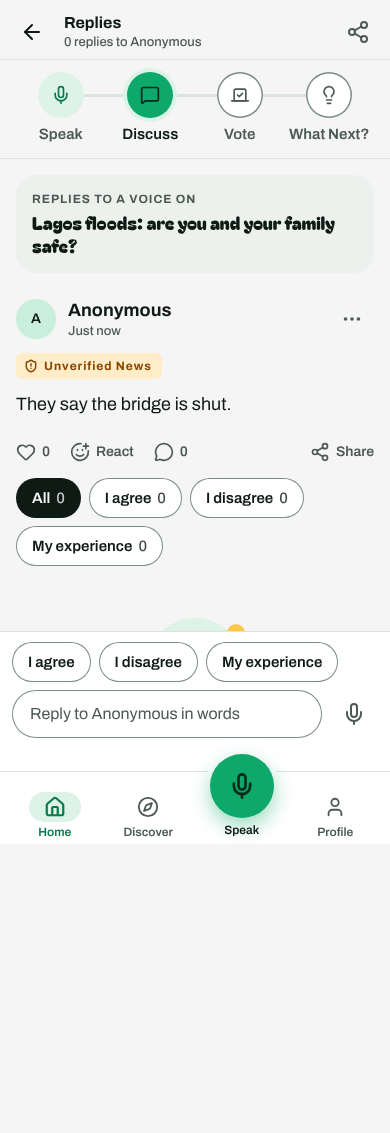 Replies
0 replies to Anonymous
Speak
Discuss
Vote
What Next?
REPLIES TO A VOICE ON
Lagos floods: are you and your family
safe?
A
Anonymous
Just now
Unverified News
They say the bridge is shut.
0 React 0 Share
All 0 I agree 0 I disagree 0
My experience 0
I agree I disagree My experience
Reply to Anonymous in words
Home Discover Speak Profile